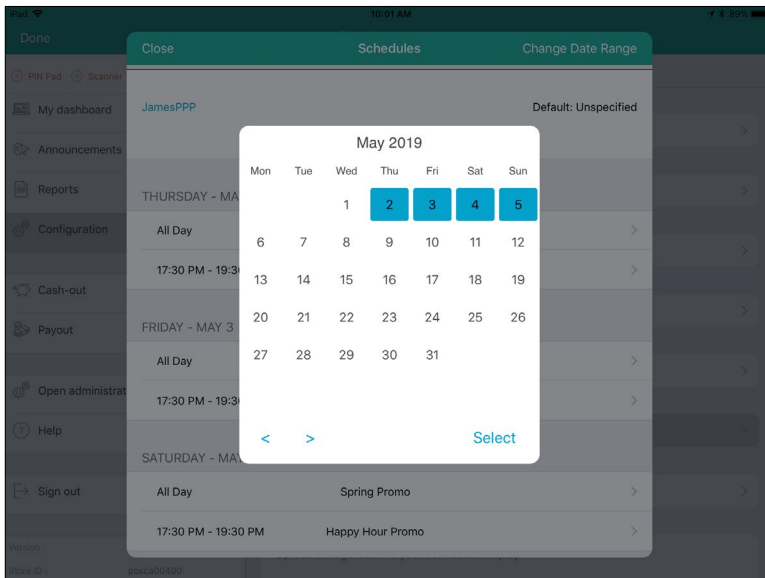 iPad 10:01 AM 89%
Done
Close Schedules Change Date Range
PIN Pad Scanner
My dashboard
JamesPPP Default: Unspecified
Announcements
May 2019
Mon Tue Wed Thu Fri Sat Sun
Reports
THURSDAY - MA
1 2 3 4 5
Configuration
All Day
6 7 8 9 10 11 12
17:30 PM - 19:30
13 14 15 16 17 18 19
Cash-out
20 21 22 23 24 25 26
Payout
FRIDAY - MAY 3
27 28 29 30 31
All Day
Open administrat
17:30 PM - 19:30
Help
< > Select
SATURDAY - MAY
Sign out
All Day Spring Promo
17:30 PM - 19:30 PM Happy Hour Promo
Version :
Store ID : posca00400